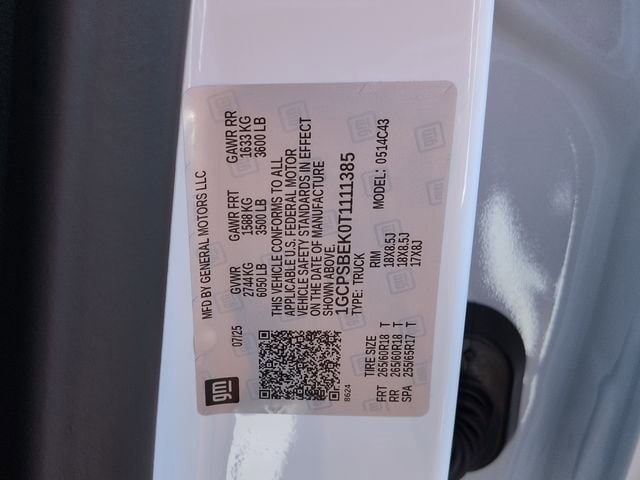 gm
MFD BY GENERAL MOTORS LLC
07/25
GVWR GAWR FRT GAWR RR
2744 KG 1588 KG 1633 KG
6050 LB 3500 LB 3600 LB
THIS VEHICLE CONFORMS TO ALL
APPLICABLE U.S. FEDERAL MOTOR
VEHICLE SAFETY STANDARDS IN EFFECT
ON THE DATE OF MANUFACTURE
SHOWN ABOVE.
1GCPSBEK0T1111385
8624 TYPE: TRUCK MODEL: 0514C43
TIRE SIZE RIM
FRT 265/60R18 T 18X8.5J
RR 265/60R18 T 18X8.5J
SPA 255/65R17 T 17X8J